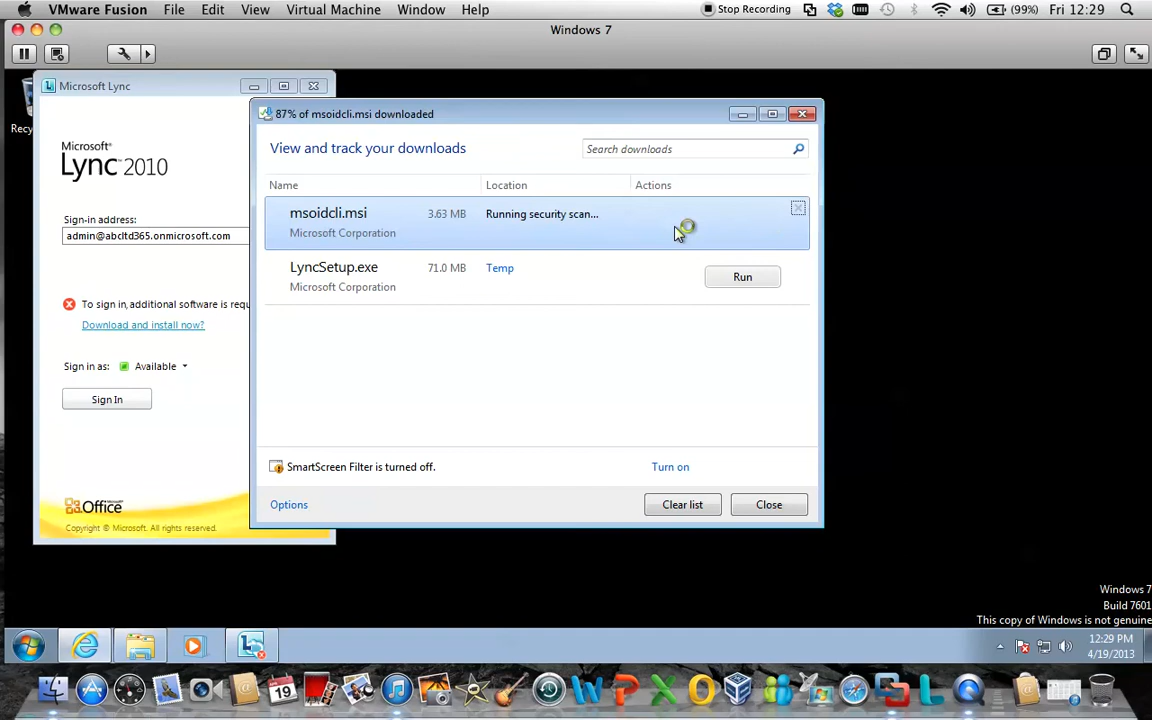 VMware Fusion File Edit View Virtual Machine Window Help Stop Recording (99%) Fri 12:29
Windows 7
Microsoft Lync
Recy
Microsoft®
Lync™ 2010
Sign-in address:
admin@abcltd365.onmicrosoft.com
To sign in, additional software is requ
Download and install now?
Sign in as: Available
Sign In
Office
Copyright © Microsoft. All rights reserved.
87% of msoidcli.msi downloaded
View and track your downloads
Search downloads
Name Location Actions
msoidcli.msi 3.63 MB Running security scan...
Microsoft Corporation
LyncSetup.exe 71.0 MB Temp Run
Microsoft Corporation
SmartScreen Filter is turned off. Turn on
Options Clear list Close
Windows 7
Build 7601
This copy of Windows is not genuine
12:29 PM
4/19/2013
19